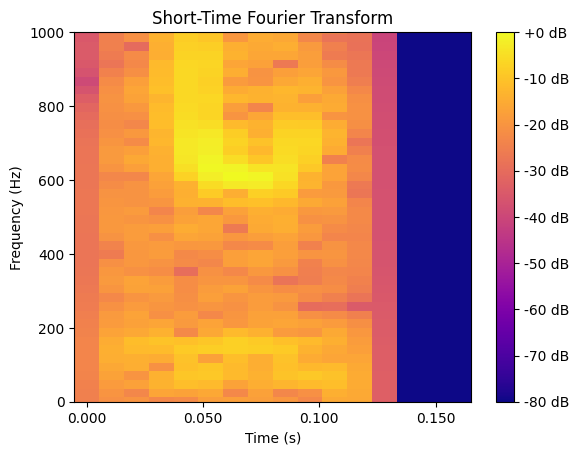 Short-Time Fourier Transform
1000
800
600
400
200
0
Frequency (Hz)
0.000
0.050
0.100
0.150
Time (s)
+0 dB
-10 dB
-20 dB
-30 dB
-40 dB
-50 dB
-60 dB
-70 dB
-80 dB